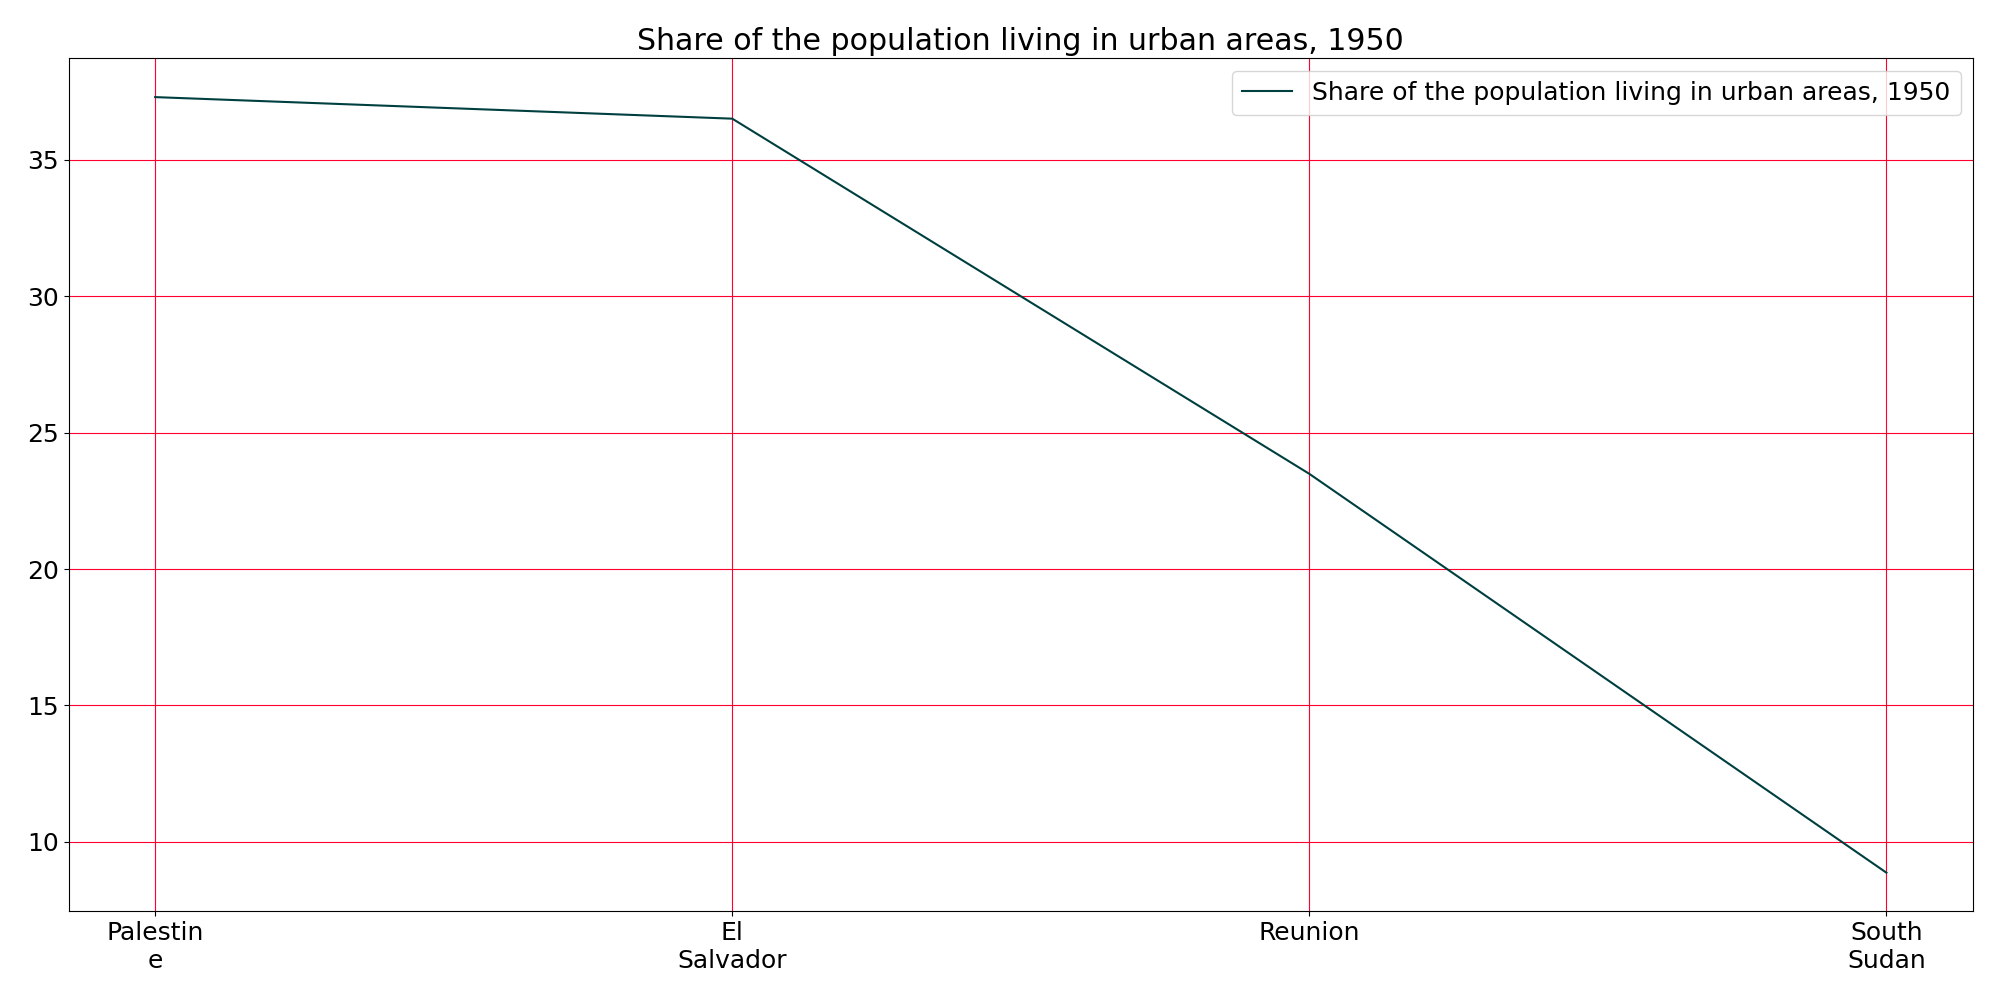 Share of the population living in urban areas, 1950
Share of the population living in urban areas, 1950
35
30
25
20
15
10
Palestin
e
El
Salvador
Reunion
South
Sudan